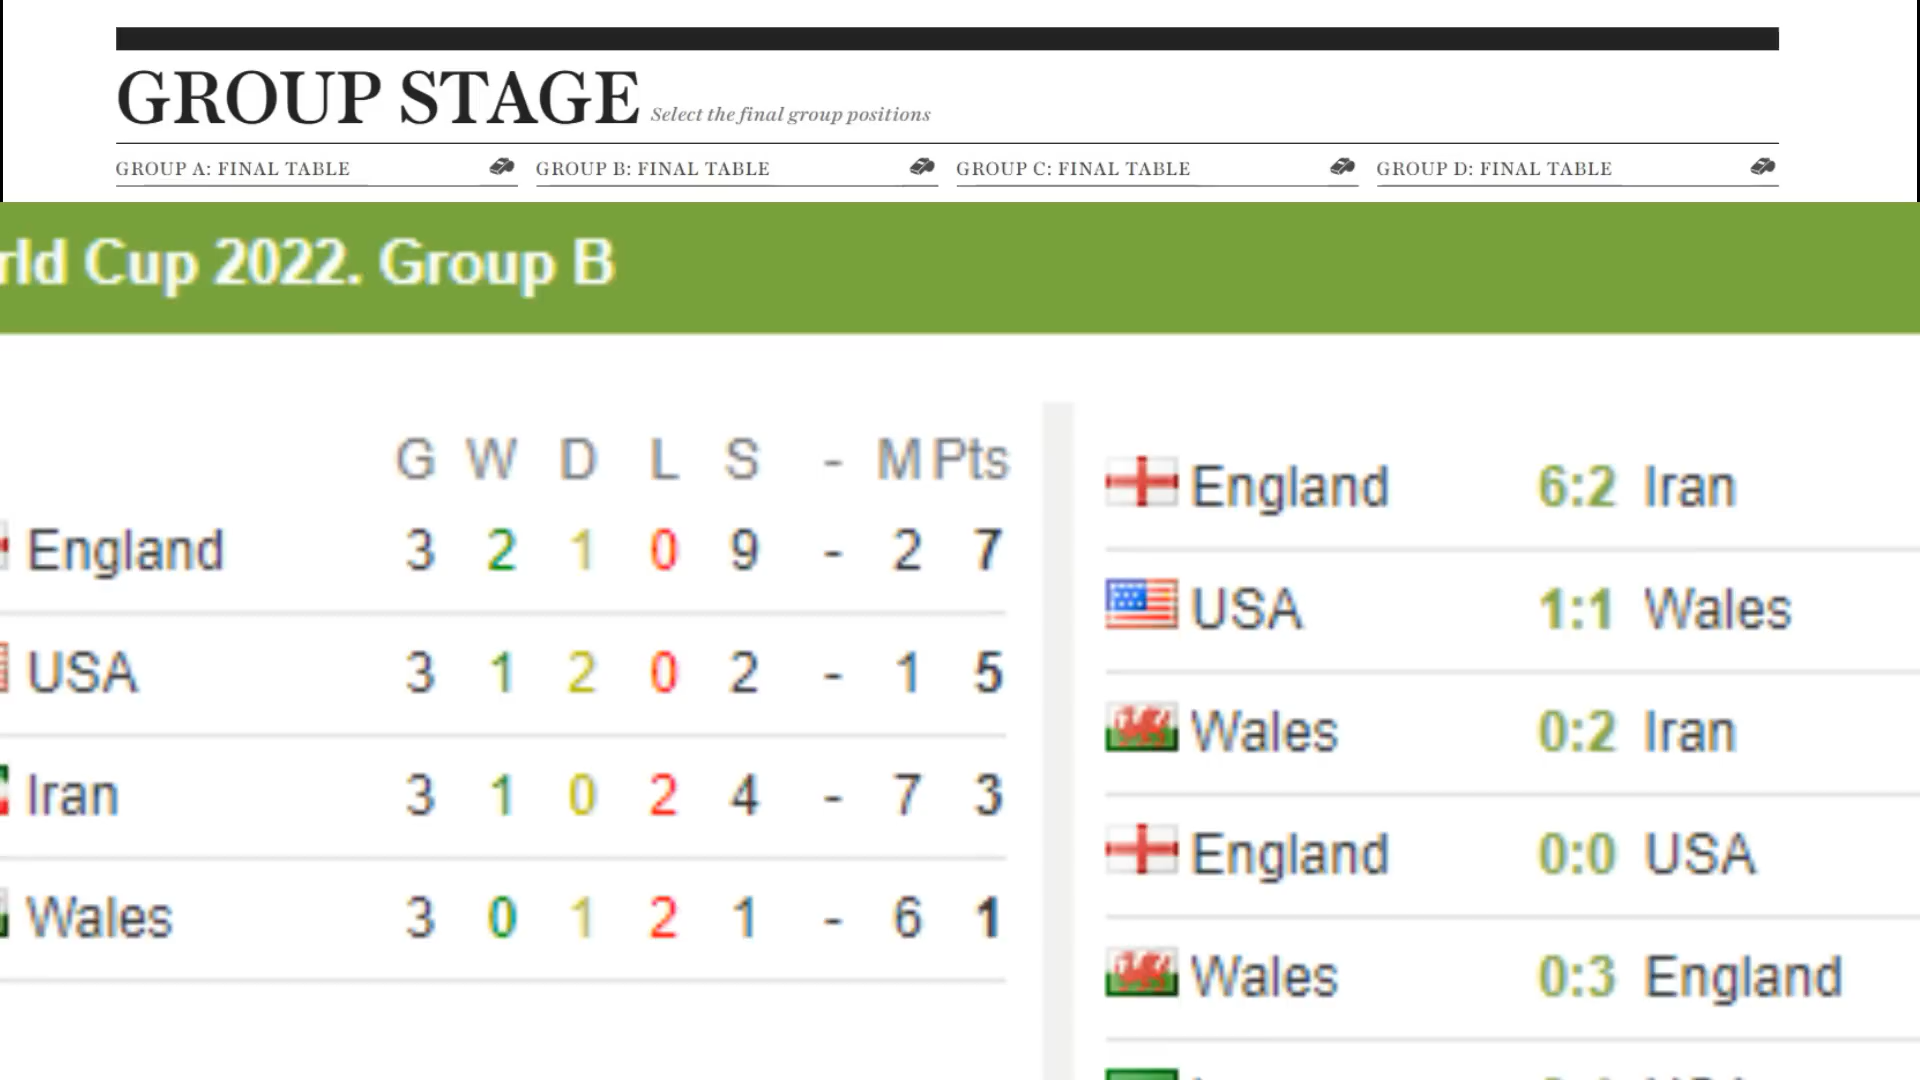 GROUP STAGE Select the final group positions
GROUP A: FINAL TABLE GROUP B: FINAL TABLE GROUP C: FINAL TABLE GROUP D: FINAL TABLE
rld Cup 2022. Group B
G W D L S - M Pts
England 3 2 1 0 9 - 2 7
USA 3 1 2 0 2 - 1 5
Iran 3 1 0 2 4 - 7 3
Wales 3 0 1 2 1 - 6 1
England 6:2 Iran
USA 1:1 Wales
Wales 0:2 Iran
England 0:0 USA
Wales 0:3 England